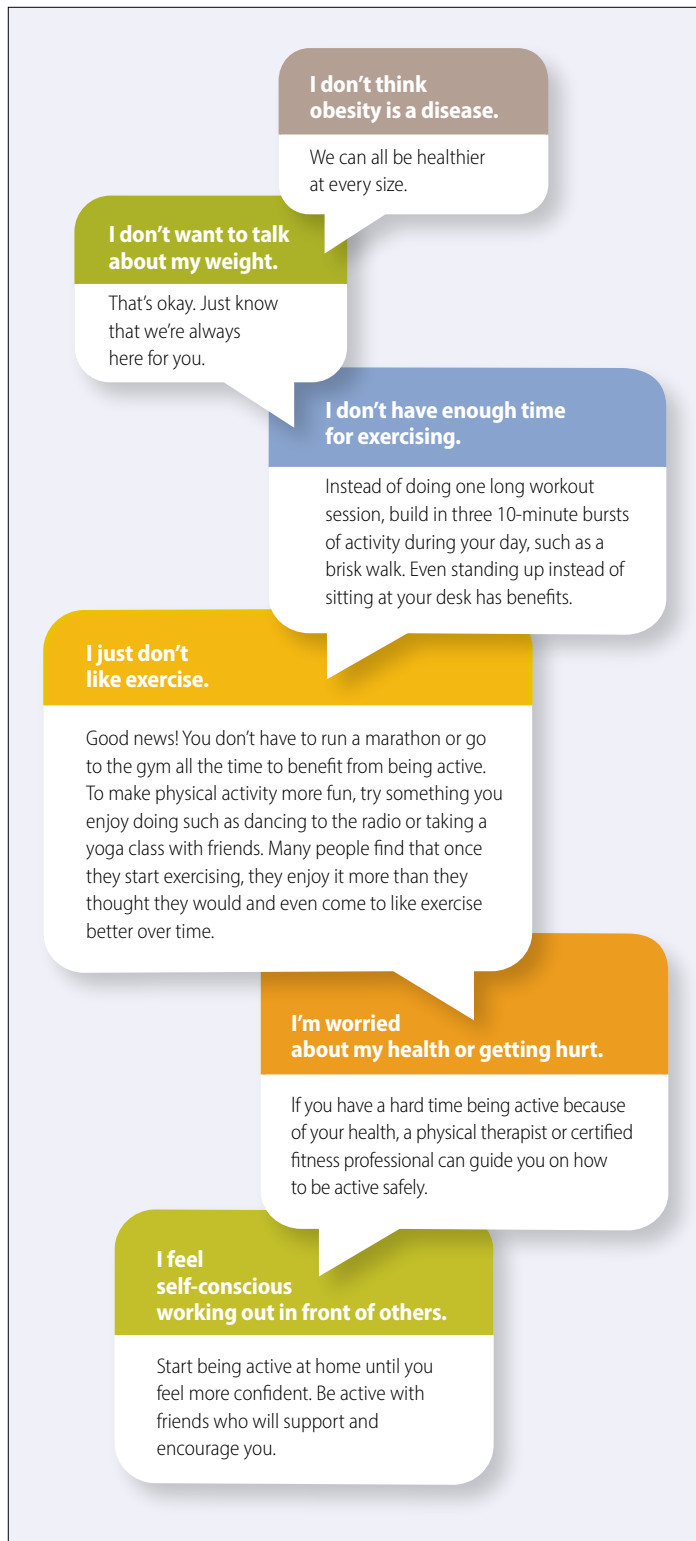 I don't think
obesity is a disease.
We can all be healthier
at every size.
I don't want to talk
about my weight.
That's okay. Just know
that we're always
here for you.
I don't have enough time
for exercising.
Instead of doing one long workout
session, build in three 10-minute bursts
of activity during your day, such as a
brisk walk. Even standing up instead of
sitting at your desk has benefits.
I just don't
like exercise.
Good news! You don't have to run a marathon or go
to the gym all the time to benefit from being active.
To make physical activity more fun, try something you
enjoy doing such as dancing to the radio or taking a
yoga class with friends. Many people find that once
they start exercising, they enjoy it more than they
thought they would and even come to like exercise
better over time.
I'm worried
about my health or getting hurt.
If you have a hard time being active because
of your health, a physical therapist or certified
fitness professional can guide you on how
to be active safely.
I feel
self-conscious
working out in front of others.
Start being active at home until you
feel more confident. Be active with
friends who will support and
encourage you.